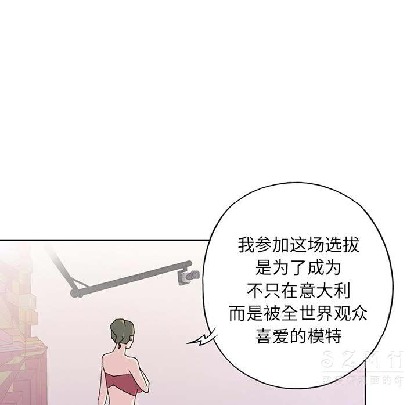 我参加这场选拔
是为了成为
不只在意大利
而是被全世界观众
喜爱的模特